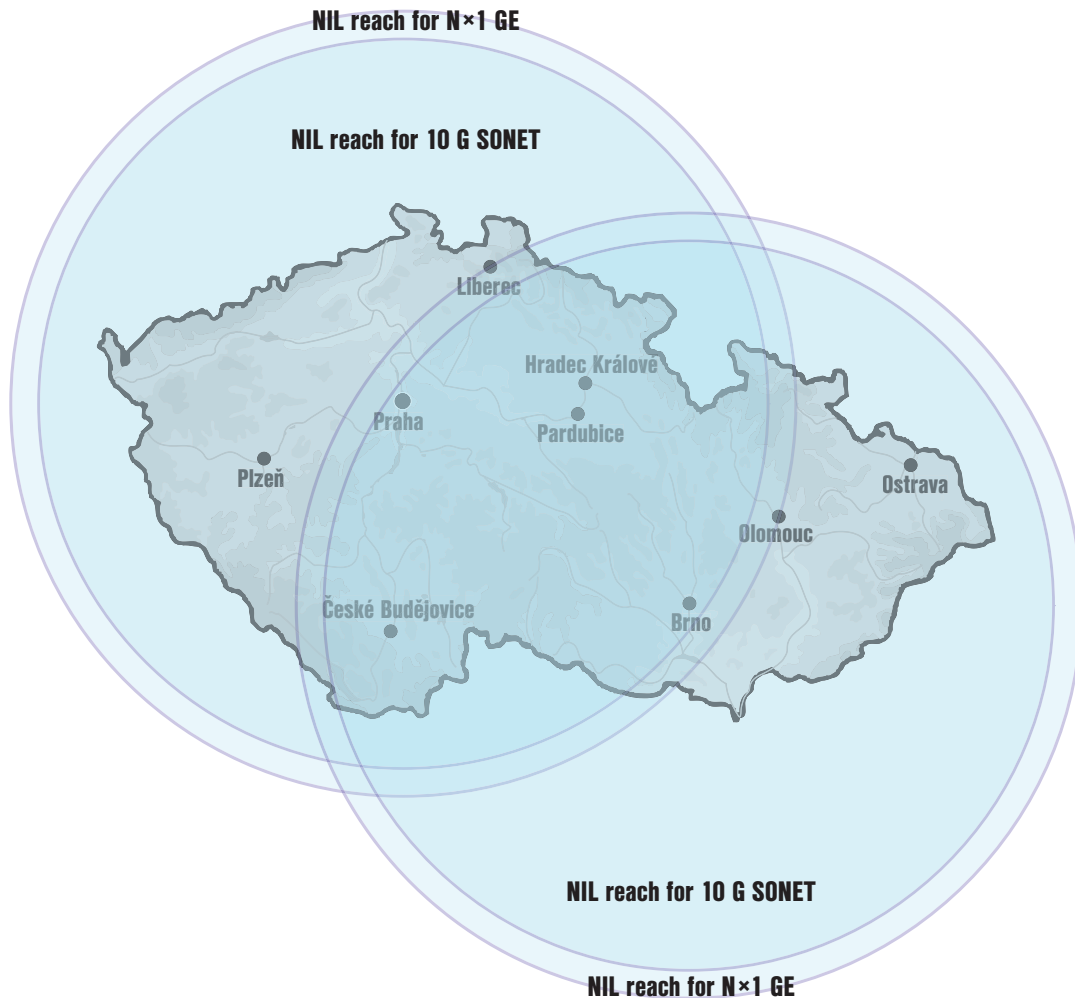 NIL reach for N×1 GE
NIL reach for 10 G SONET
Liberec
Hradec Králové
Praha
Pardubice
Plzeň
Ostrava
Olomouc
České Budějovice
Brno
NIL reach for 10 G SONET
NIL reach for N×1 GE